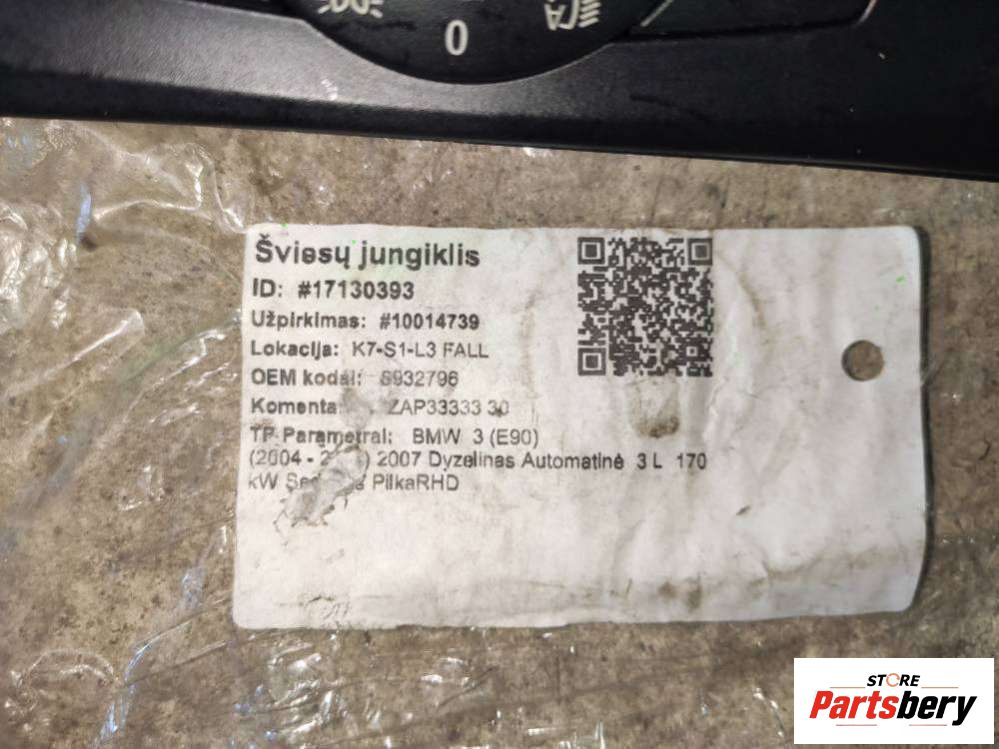 0
Šviesų jungiklis
ID: #17130393
Užpirkimas: #10014739
Lokacija: K7-S1-L3 FALL
OEM kodai: 6932796
ZAP33333 30
TP Parametrai: BMW 3 (E90)
(2004 - ) 2007 Dyzelinas Automatinė 3 L 170
kW PilkaRHD
STORE
Partsbery